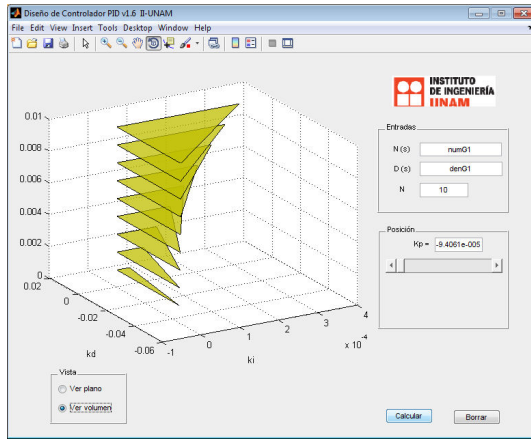 Diseño de Controlador PID v1.6 II-UNAM
File Edit View Insert Tools Desktop Window Help
INSTITUTO
DE INGENIERÍA
UNAM
Entradas
N (s) numG1
D (s) denG1
N 10
Posición
Kp = -9.4061e-005
0.01
0.008
0.006
0.004
0.002
0
0.02
0
-0.02
-0.04
-0.06
kd
-1
0
1
2
3
4
x 10^-4
ki
Vista
Ver plano
Ver volumen
Calcular
Borrar